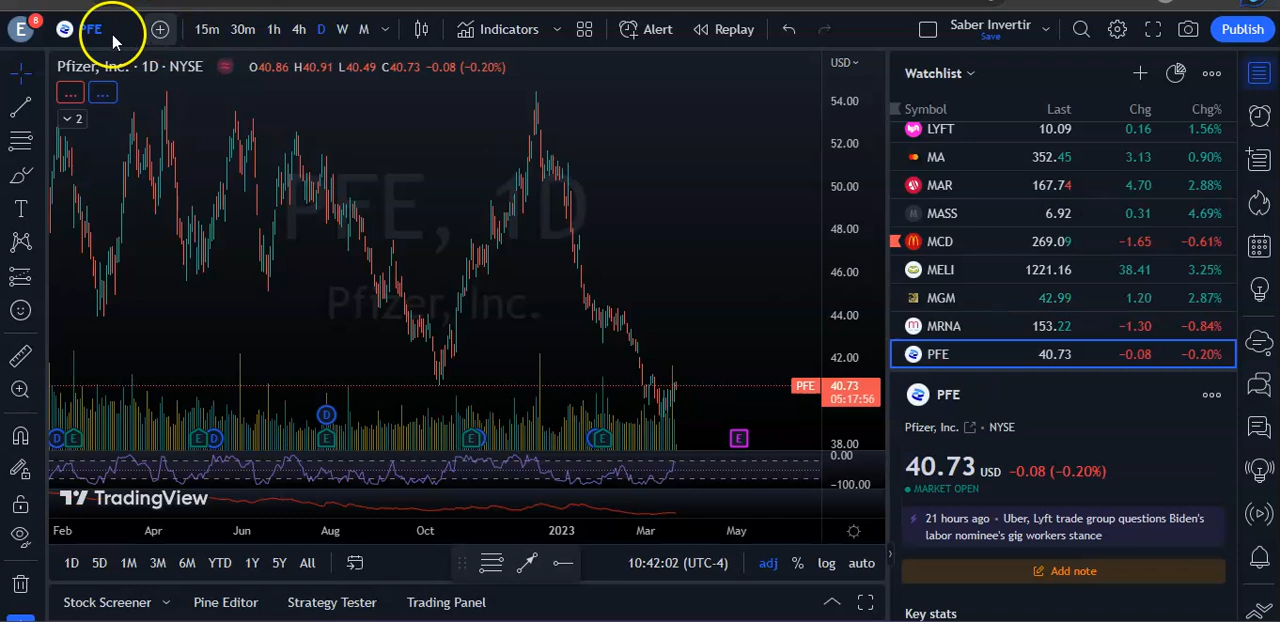 E 8 PFE 15m 30m 1h 4h D W M Indicators Alert Replay Saber Invertir Save Publish
Pfizer, Inc. · 1D · NYSE O40.86 H40.91 L40.49 C40.73 −0.08 (−0.20%) USD
... ...
2
PFE, 1D
Pfizer, Inc.
54.00
52.00
50.00
48.00
46.00
44.00
42.00
PFE 40.73
05:17:56
38.00
0.00
−100.00
D E E D D E E E E
TradingView
Feb Apr Jun Aug Oct 2023 Mar May
1D 5D 1M 3M 6M YTD 1Y 5Y All 10:42:02 (UTC-4) adj % log auto
Stock Screener Pine Editor Strategy Tester Trading Panel
Watchlist
Symbol Last Chg Chg%
LYFT 10.09 0.16 1.56%
MA 352.45 3.13 0.90%
MAR 167.74 4.70 2.88%
M MASS 6.92 0.31 4.69%
MCD 269.09 −1.65 −0.61%
MELI 1221.16 38.41 3.25%
MGM 42.99 1.20 2.87%
m MRNA 153.22 −1.30 −0.84%
PFE 40.73 −0.08 −0.20%
PFE
Pfizer, Inc. · NYSE
40.73 USD −0.08 (−0.20%)
MARKET OPEN
21 hours ago · Uber, Lyft trade group questions Biden's
labor nominee's gig workers stance
Add note
Key stats